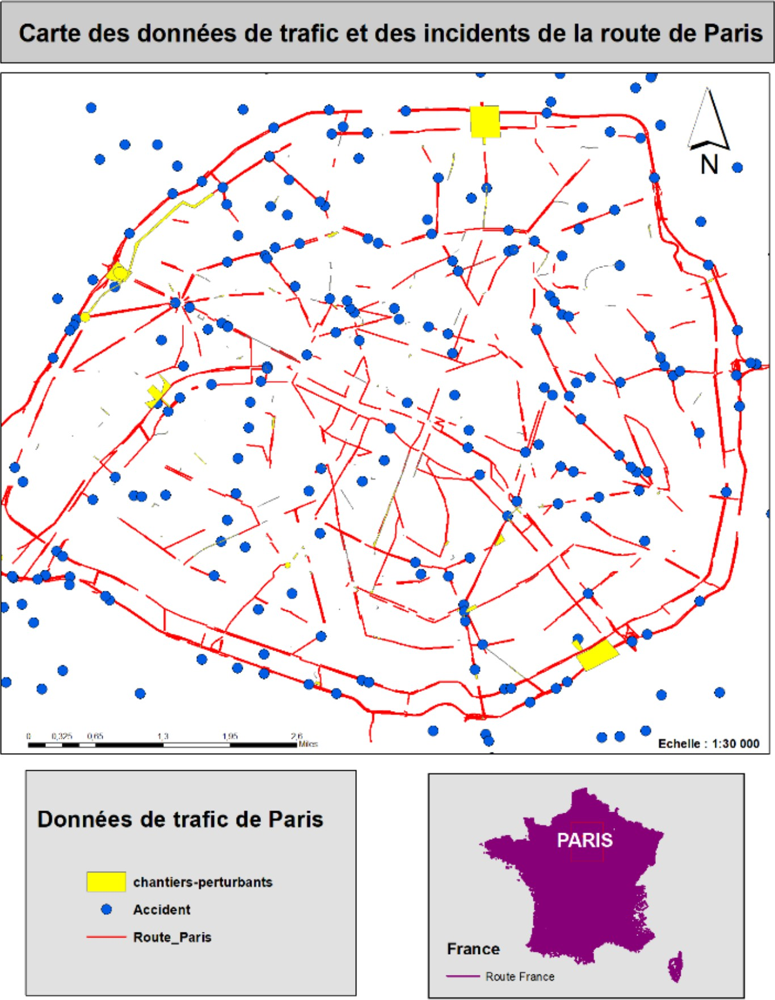 Carte des données de trafic et des incidents de la route de Paris
N
0 0,325 0,65 1,3 1,95 2,6
Miles
Echelle : 1:30 000
Données de trafic de Paris
chantiers-perturbants
Accident
Route_Paris
PARIS
France
Route France